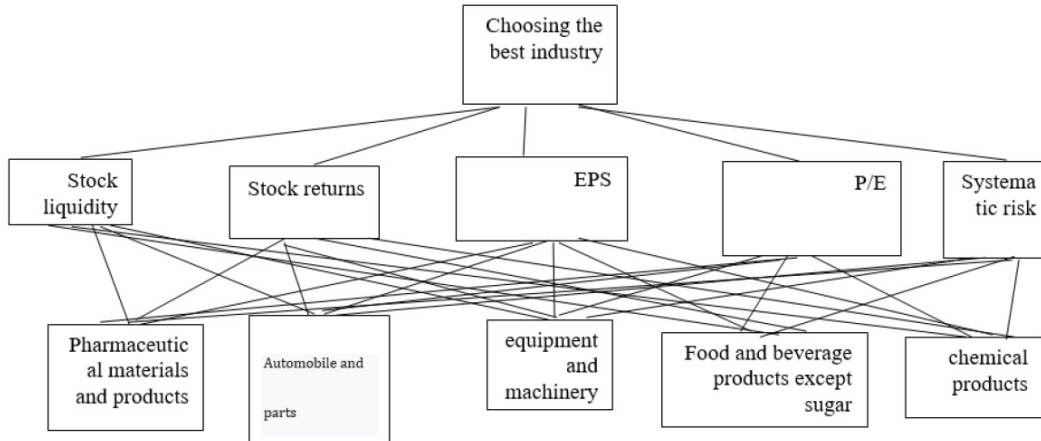 Choosing the
best industry
Stock
liquidity
Stock returns
EPS
P/E
Systema
tic risk
Pharmaceutic
al materials
and products
Automobile and
parts
equipment
and
machinery
Food and beverage
products except
sugar
chemical
products